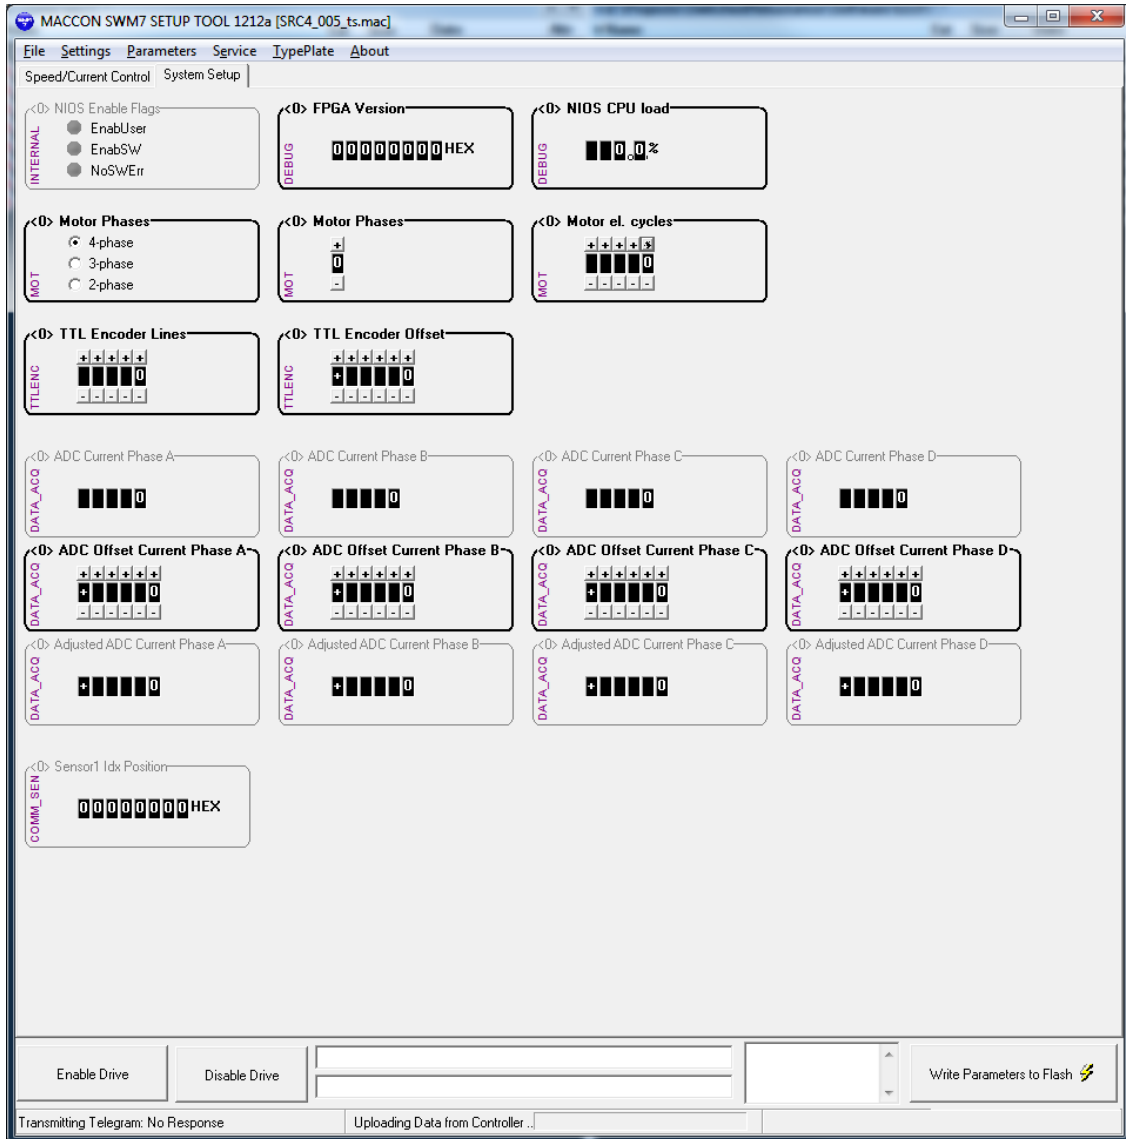 MACCON SWM7 SETUP TOOL 1212a [SRC4_005_ts.mac]
File Settings Parameters Service TypePlate About
Speed/Current Control System Setup
<0> NIOS Enable Flags
INTERNAL
EnabUser
EnabSW
NoSWErr
<0> FPGA Version
DEBUG
00000000 HEX
<0> NIOS CPU load
DEBUG
0.0 %
<0> Motor Phases
MOT
4-phase
3-phase
2-phase
<0> Motor Phases
MOT
+
0
-
<0> Motor el. cycles
MOT
+ + + + +
0
- - - - -
<0> TTL Encoder Lines
TTLENC
+ + + + +
0
- - - - -
<0> TTL Encoder Offset
TTLENC
+ + + + + +
+ 0
- - - - - -
<0> ADC Current Phase A
DATA_ACQ
0
<0> ADC Current Phase B
DATA_ACQ
0
<0> ADC Current Phase C
DATA_ACQ
0
<0> ADC Current Phase D
DATA_ACQ
0
<0> ADC Offset Current Phase A
DATA_ACQ
+ + + + + +
+ 0
- - - - - -
<0> ADC Offset Current Phase B
DATA_ACQ
+ + + + + +
+ 0
- - - - - -
<0> ADC Offset Current Phase C
DATA_ACQ
+ + + + + +
+ 0
- - - - - -
<0> ADC Offset Current Phase D
DATA_ACQ
+ + + + + +
+ 0
- - - - - -
<0> Adjusted ADC Current Phase A
DATA_ACQ
+ 0
<0> Adjusted ADC Current Phase B
DATA_ACQ
+ 0
<0> Adjusted ADC Current Phase C
DATA_ACQ
+ 0
<0> Adjusted ADC Current Phase D
DATA_ACQ
+ 0
<0> Sensor1 Idx Position
COMM_SEN
00000000 HEX
Enable Drive
Disable Drive
Write Parameters to Flash
Transmitting Telegram: No Response
Uploading Data from Controller ..